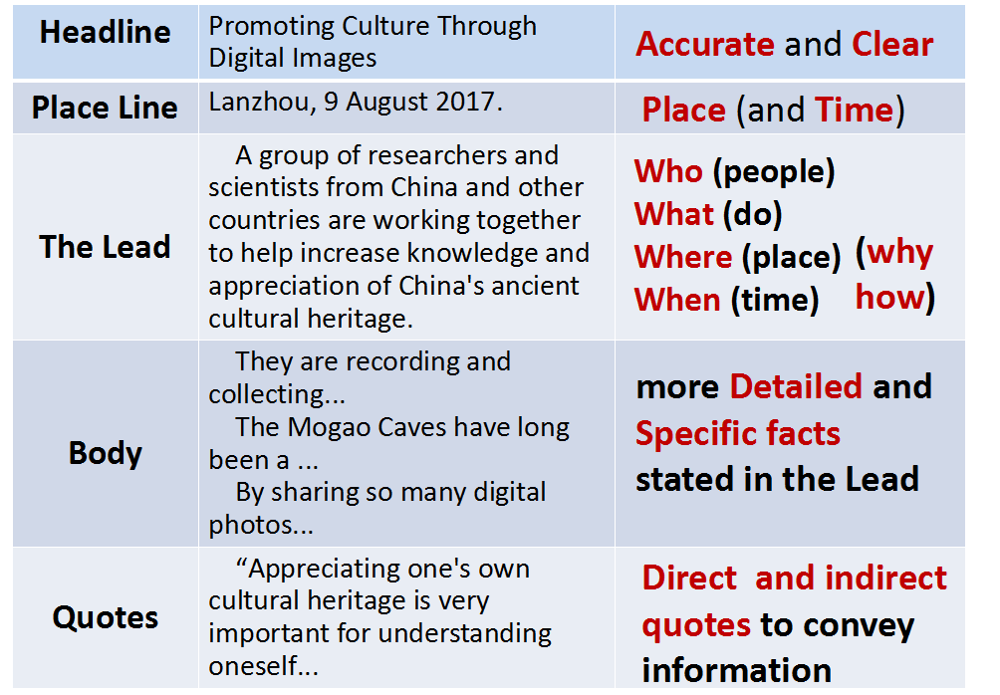 Headline
Promoting Culture Through
Digital Images
Accurate and Clear
Place Line
Lanzhou, 9 August 2017.
Place (and Time)
The Lead
A group of researchers and
scientists from China and other
countries are working together
to help increase knowledge and
appreciation of China's ancient
cultural heritage.
Who (people)
What (do)
Where (place)
When (time)
(why
how)
Body
They are recording and
collecting...
The Mogao Caves have long
been a ...
By sharing so many digital
photos...
more Detailed and
Specific facts
stated in the Lead
Quotes
“Appreciating one's own
cultural heritage is very
important for understanding
oneself...
Direct and indirect
quotes to convey
information